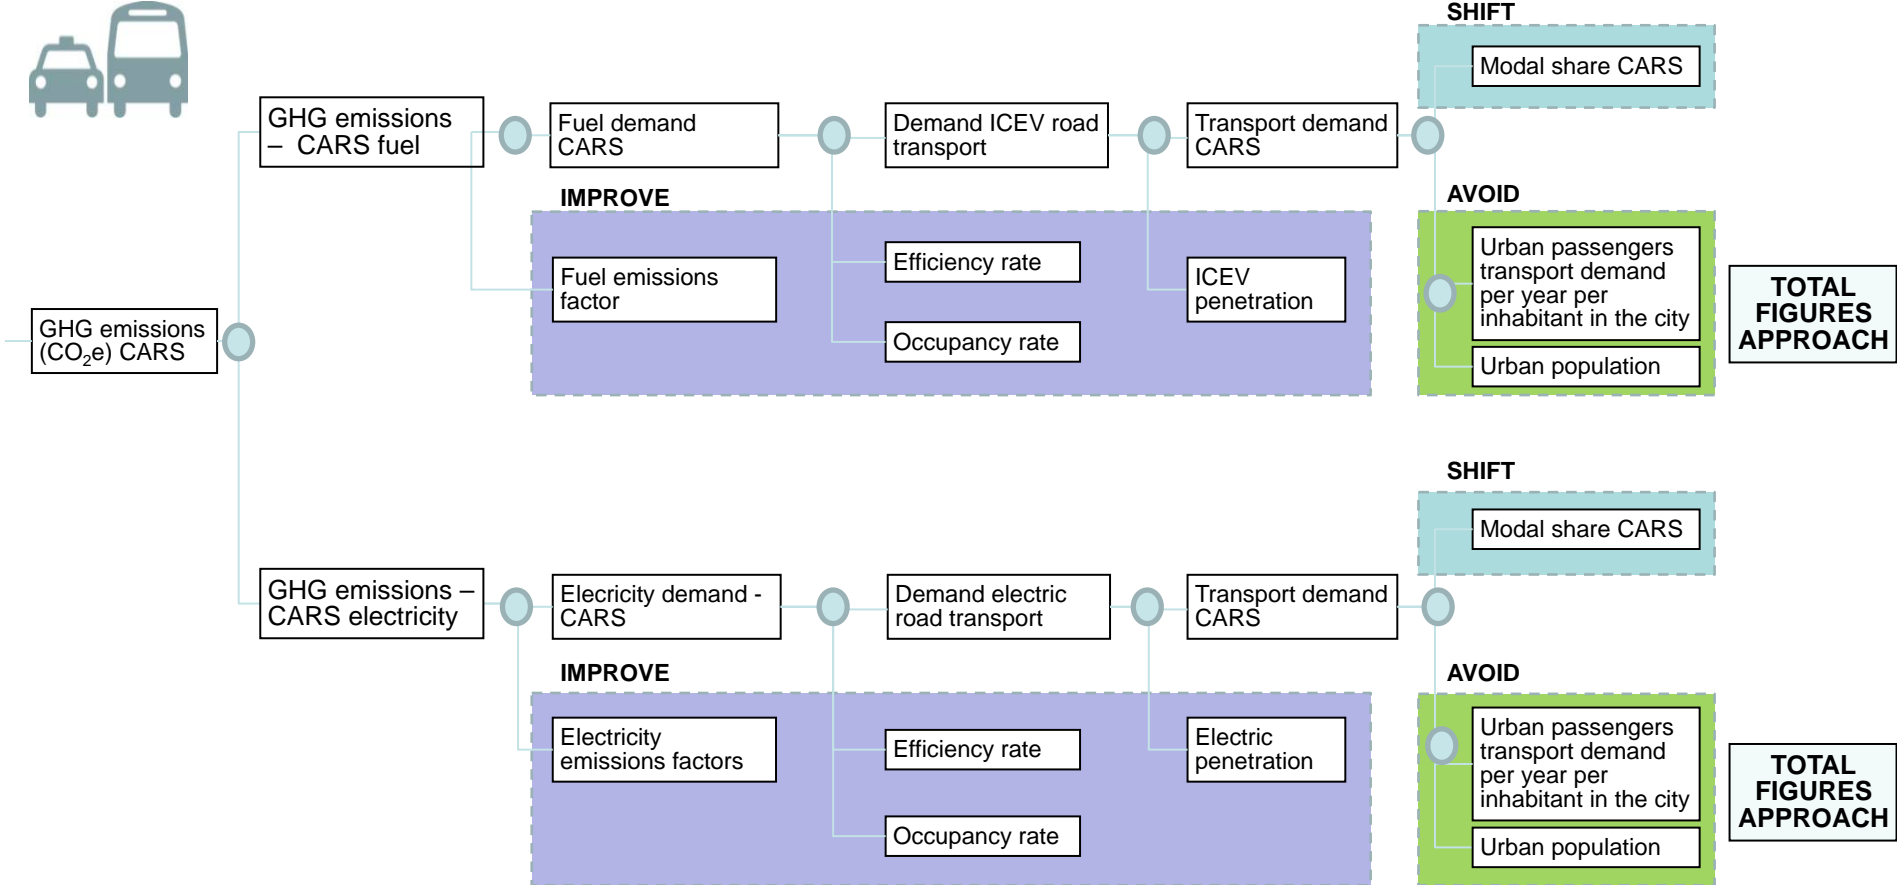 SHIFT
Modal share CARS
GHG emissions
– CARS fuel
Fuel demand
CARS
Demand ICEV road
transport
Transport demand
CARS
IMPROVE
AVOID
Fuel emissions
factor
Efficiency rate
Occupancy rate
ICEV
penetration
Urban passengers
transport demand
per year per
inhabitant in the city
Urban population
TOTAL
FIGURES
APPROACH
GHG emissions
(CO₂e) CARS
SHIFT
Modal share CARS
GHG emissions –
CARS electricity
Elecricity demand -
CARS
Demand electric
road transport
Transport demand
CARS
IMPROVE
AVOID
Electricity
emissions factors
Efficiency rate
Occupancy rate
Electric
penetration
Urban passengers
transport demand
per year per
inhabitant in the city
Urban population
TOTAL
FIGURES
APPROACH